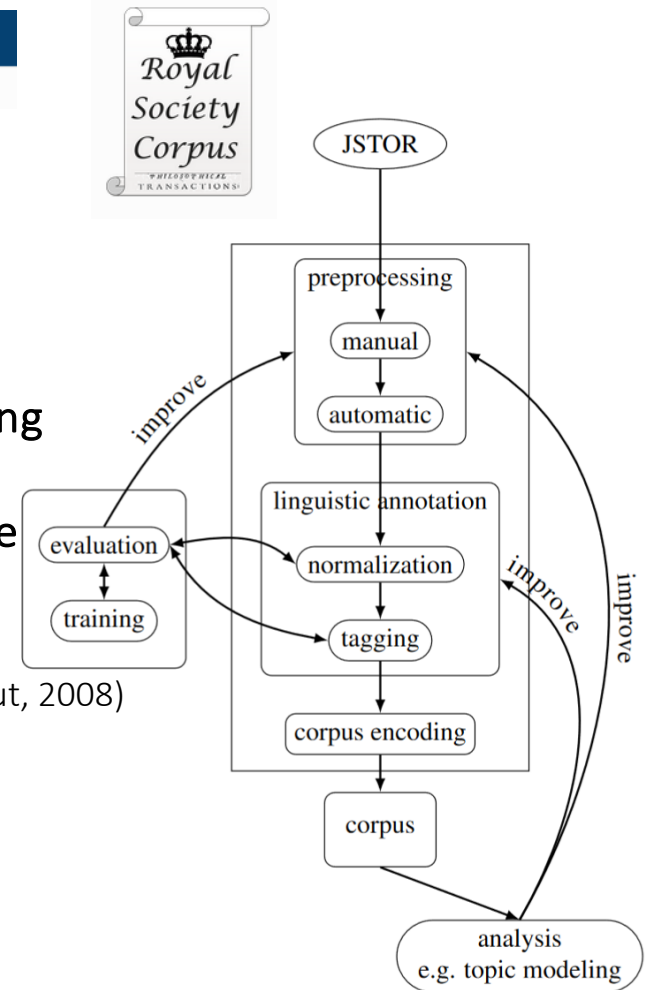 Royal
Society
Corpus
PHILOSOPHICAL
TRANSACTIONS
JSTOR
preprocessing
manual
automatic
improve
ng
linguistic annotation
e
evaluation
normalization
improve
improve
training
tagging
ut, 2008)
corpus encoding
corpus
analysis
e.g. topic modeling